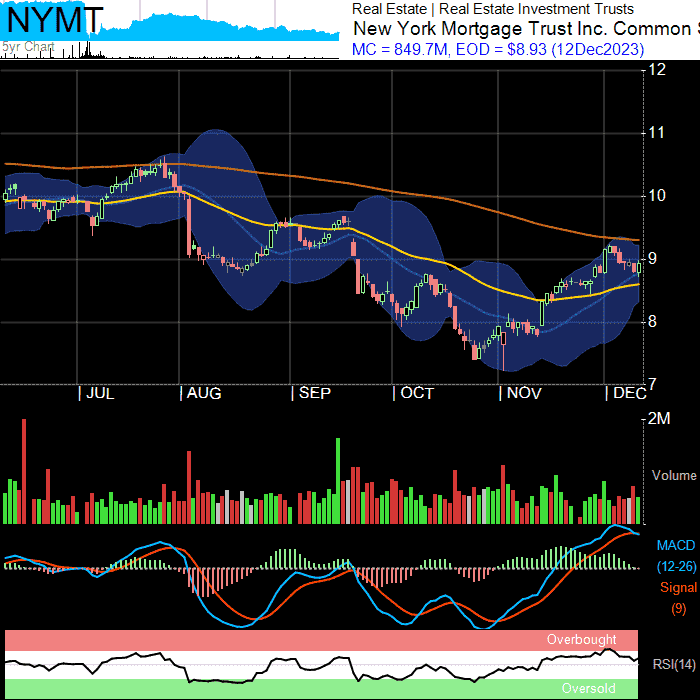 NYMT
5yr Chart
Real Estate | Real Estate Investment Trusts
New York Mortgage Trust Inc. Common S
MC = 849.7M, EOD = $8.93 (12Dec2023)
12
11
10
9
8
7
JUL AUG SEP OCT NOV DEC
2M
Volume
MACD
(12-26)
Signal
(9)
Overbought
RSI(14)
Oversold